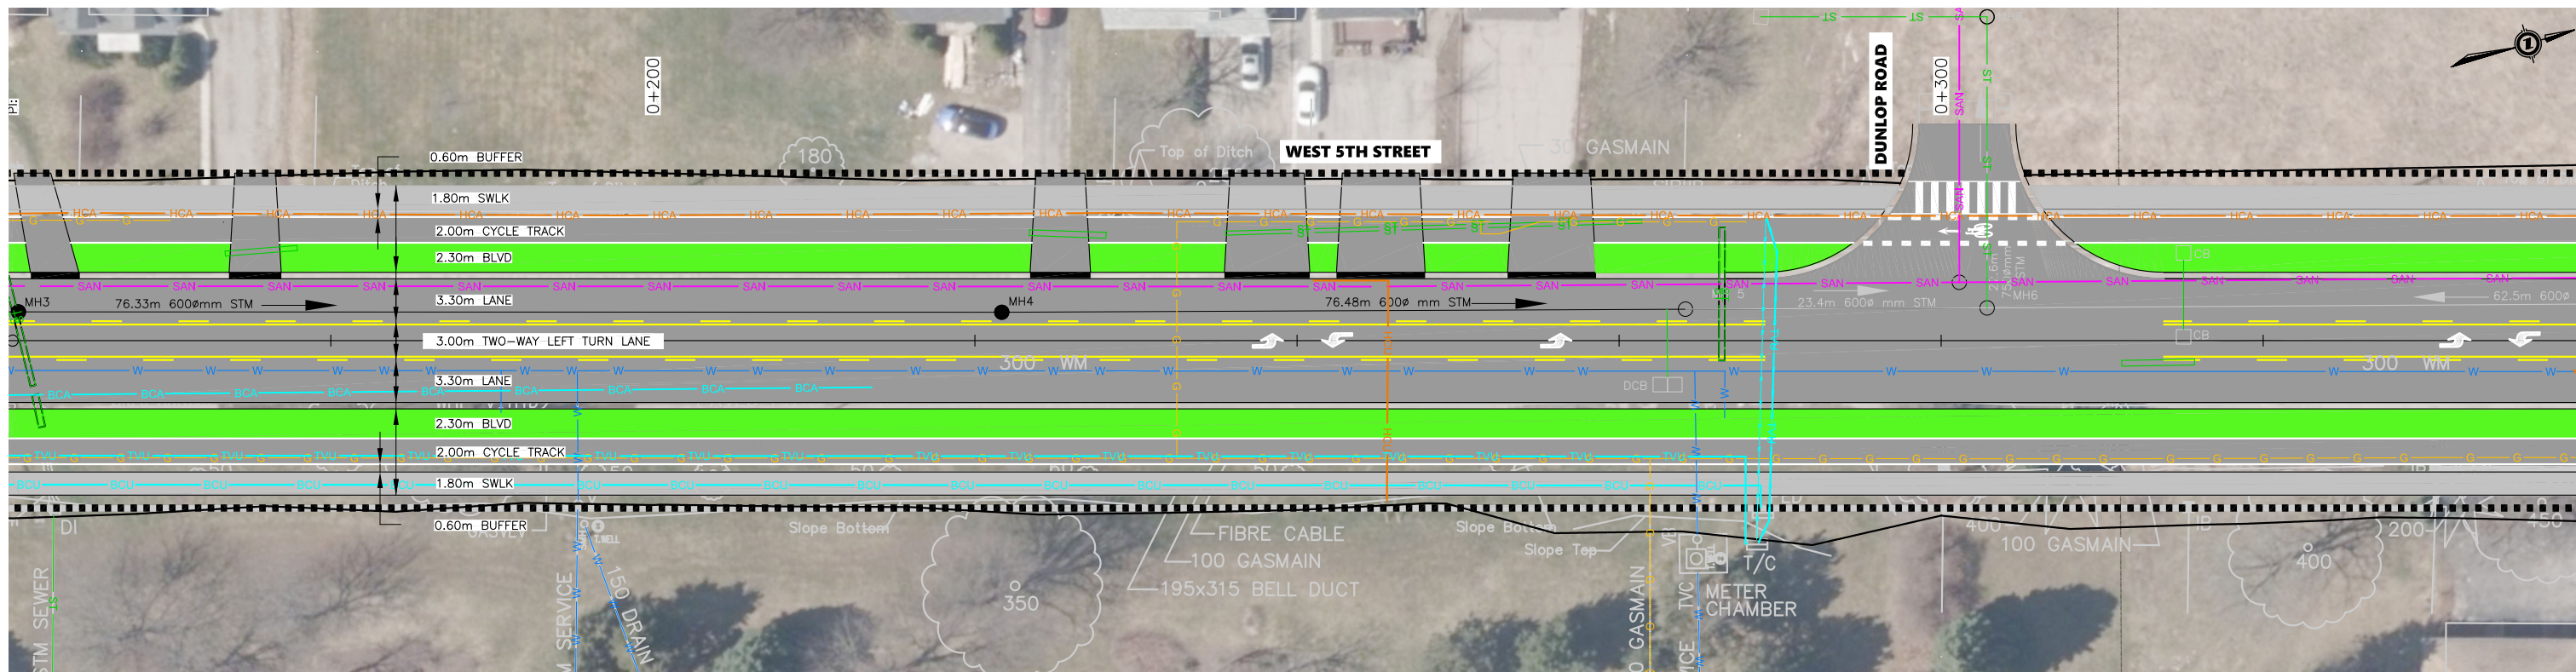 DUNLOP ROAD
0+200
0+300
WEST 5TH STREET
180
Top of Ditch
GASMAIN
0.60m BUFFER
1.80m SWLK
2.00m CYCLE TRACK
2.30m BLVD
3.30m LANE
3.00m TWO-WAY LEFT TURN LANE
3.30m LANE
2.30m BLVD
2.00m CYCLE TRACK
1.80m SWLK
0.60m BUFFER
ST
SAN
HCA
G
W
BCA
TVU
BCU
MH3
76.33m 600ømm STM
MH4
76.48m 600ø mm STM
23.4m 600ø mm STM
MH6
62.5m 600ø
CB
CB
DCB
300 WM
300 WM
DI
Slope Bottom
FIBRE CABLE
100 GASMAIN
195x315 BELL DUCT
350
Slope Bottom
Slope Top
T/C
METER
CHAMBER
TVC
GASMAIN
400
100 GASMAIN
IB
200
450
400
STM SEWER
SERVICE
150 DRAIN